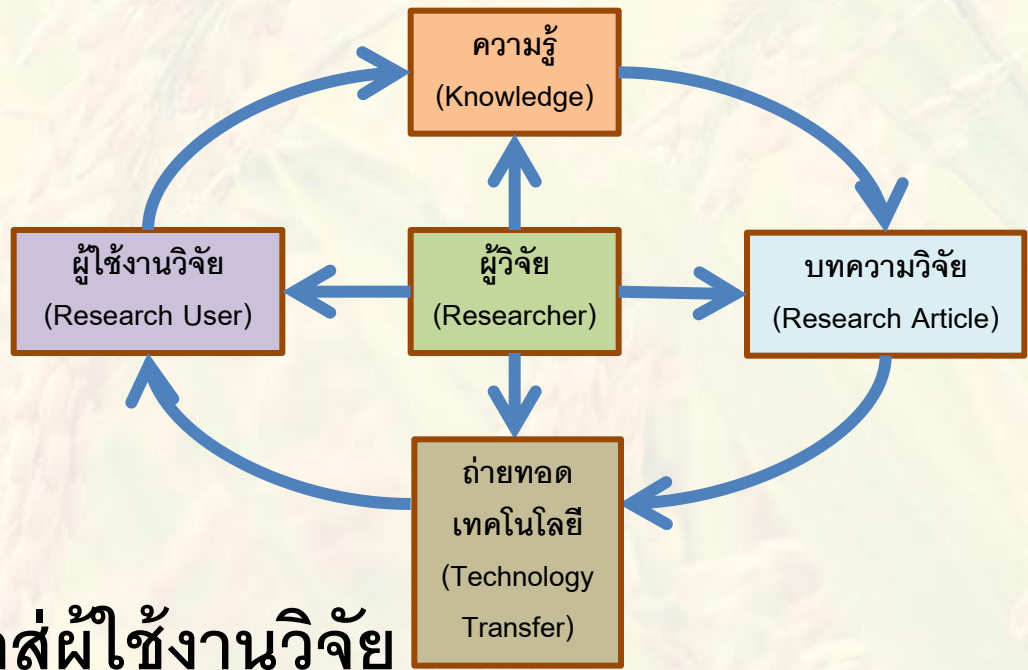 ความรู้
(Knowledge)
ผู้ใช้งานวิจัย
(Research User)
ผู้วิจัย
(Researcher)
บทความวิจัย
(Research Article)
ถ่ายทอด
เทคโนโลยี
(Technology
Transfer)
สู่ผู้ใช้งานวิจัย